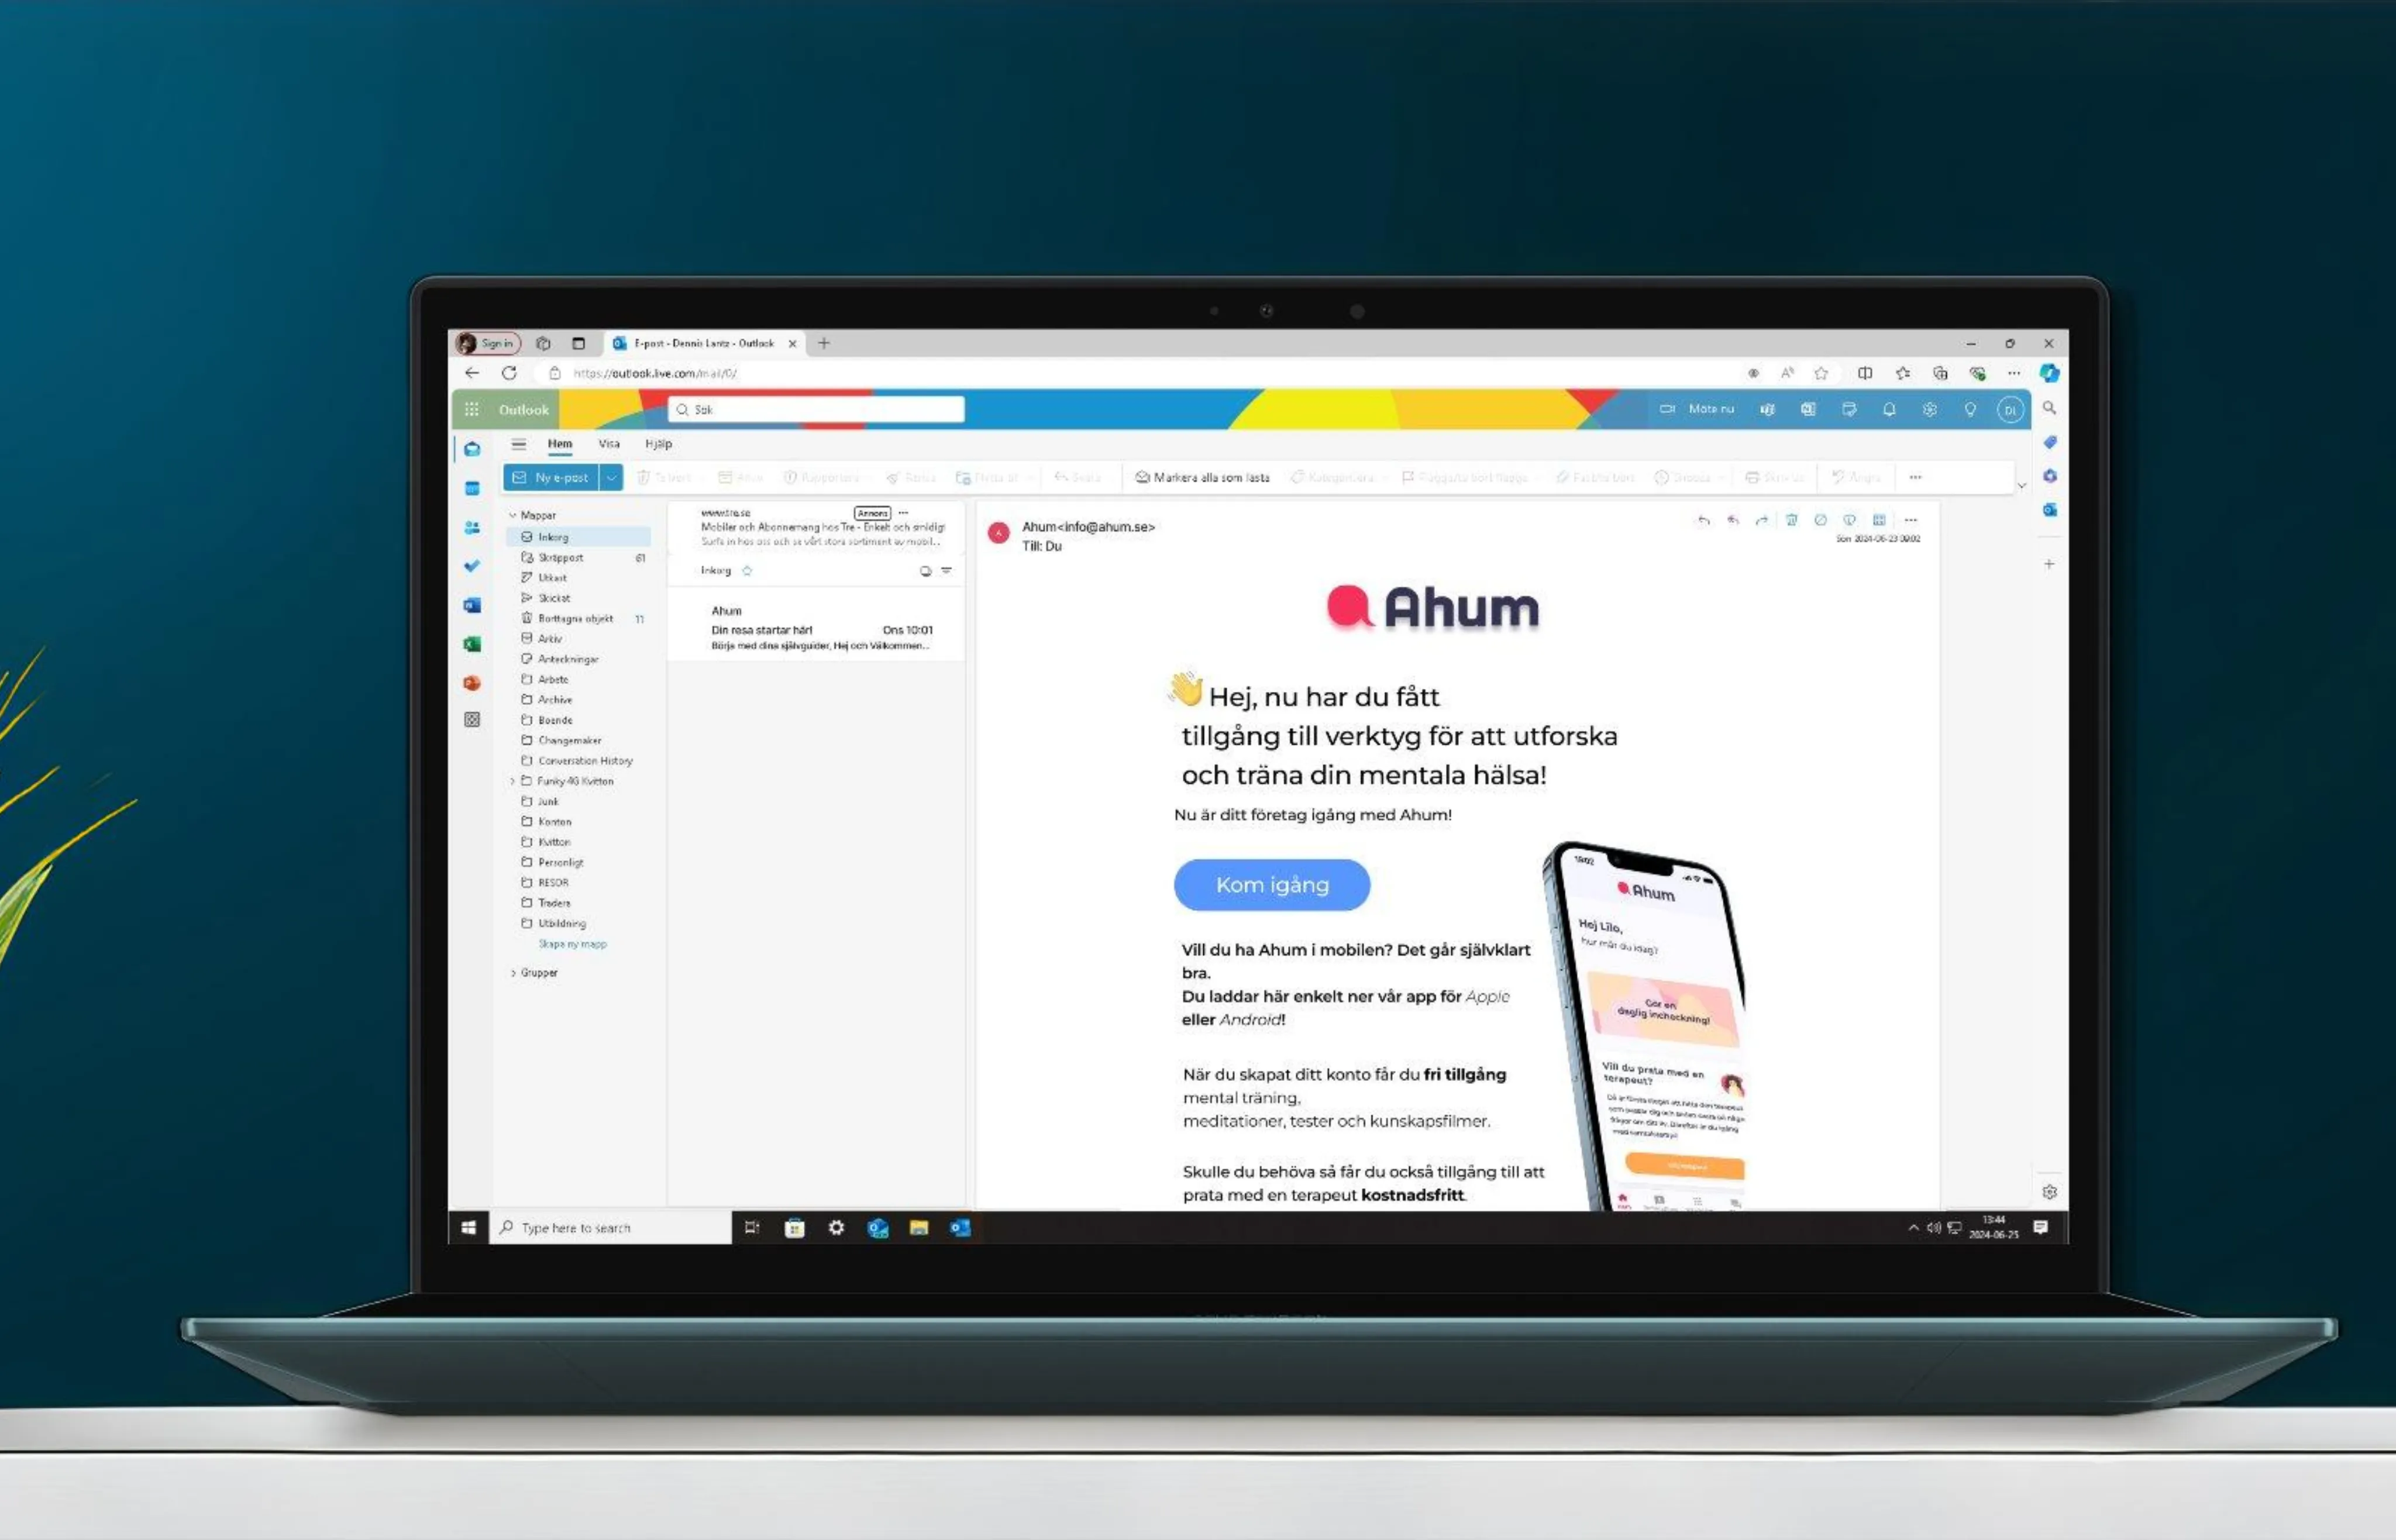 Sign in
E-post - Dennis Lantz - Outlook
https://outlook.live.com/mail/0/
Outlook
Sök
Möte nu
DL
Hem Visa Hjälp
Ny e-post
Markera alla som lästa
Mappar
Inkorg
Skräppost 61
Utkast
Skickat
Borttagna objekt 11
Arkiv
Anteckningar
Arbete
Archive
Boende
Changemaker
Conversation History
Funky 4G Kvitton
Junk
Konton
Kvitton
Personligt
RESOR
Tradera
Utbildning
Skapa ny mapp
Grupper
www.tre.se Annons
Mobiler och Abonnemang hos Tre - Enkelt och smidigt
Surfa in hos oss och se vårt stora sortiment av mobil...
Inkorg
Ahum
Din resa startar här! Ons 10:01
Börja med dina självguider, Hej och Välkommen...
A
Ahum<info@ahum.se>
Till: Du
Sön 2024-06-23 09:02
Ahum
Hej, nu har du fått
tillgång till verktyg för att utforska
och träna din mentala hälsa!
Nu är ditt företag igång med Ahum!
Kom igång
Vill du ha Ahum i mobilen? Det går självklart
bra.
Du laddar här enkelt ner vår app för Apple
eller Android!
När du skapat ditt konto får du fri tillgång
mental träning,
meditationer, tester och kunskapsfilmer.
Skulle du behöva så får du också tillgång till att
prata med en terapeut kostnadsfritt.
Ahum
Hej Lilo,
hur mår du idag?
Gör en
daglig incheckning!
Vill du prata med en
terapeut?
Type here to search
13:44
2024-06-25